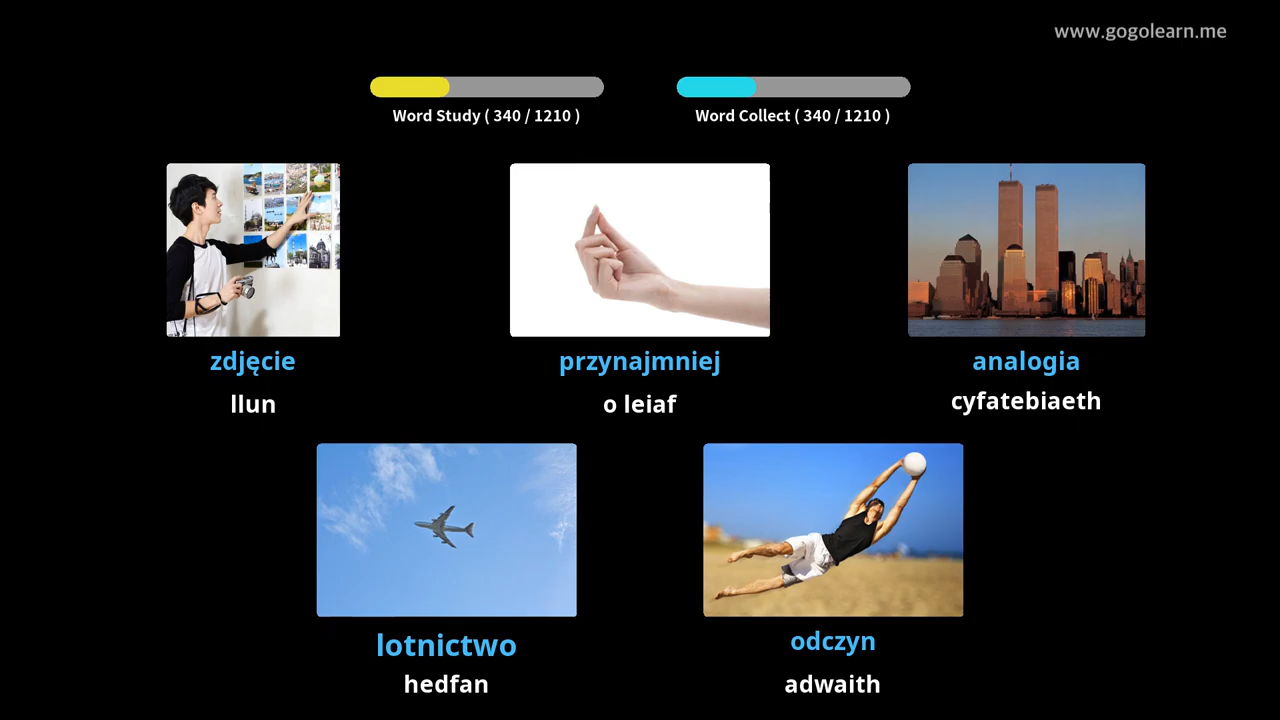 www.gogolearn.me
Word Study ( 340 / 1210 )
Word Collect ( 340 / 1210 )
zdjęcie
przynajmniej
analogia
llun
o leiaf
cyfatebiaeth
lotnictwo
odczyn
hedfan
adwaith